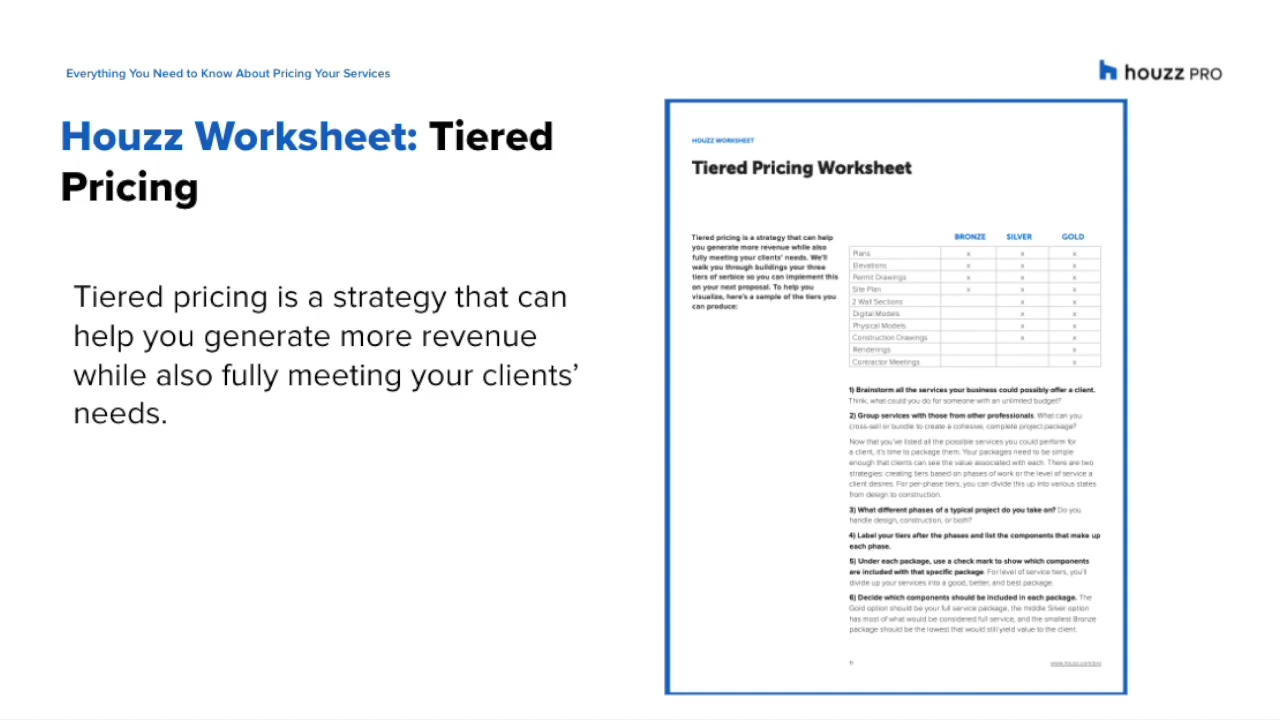 Everything You Need to Know About Pricing Your Services
houzz PRO
Houzz Worksheet: Tiered
Pricing
Tiered pricing is a strategy that can
help you generate more revenue
while also fully meeting your clients’
needs.
HOUZZ WORKSHEET
Tiered Pricing Worksheet
Tiered pricing is a strategy that can help
you generate more revenue while also
fully meeting your clients’ needs. We’ll
walk you through buildings your three
tiers of serbice so you can implement this
on your next proposal. To help you
visualize, here’s a sample of the tiers you
can produce:
BRONZE SILVER GOLD
Plans x x x
Elevations x x x
Permit Drawings x x x
Site Plan x x x
2 Wall Sections x x
Digital Models x x
Physical Models x x
Construction Drawings x x
Renderings x
Contractor Meetings x
1) Brainstorm all the services your business could possibly offer a client.
Think, what could you do for someone with an unlimited budget?
2) Group services with those from other professionals. What can you
cross-sell or bundle to create a cohesive, complete project package?
Now that you’ve listed all the possible services you could perform for
a client, it’s time to package them. Your packages need to be simple
enough that clients can see the value associated with each. There are two
strategies: creating tiers based on phases of work or the level of service a
client desires. For per-phase tiers, you can divide this up into various states
from design to construction.
3) What different phases of a typical project do you take on? Do you
handle design, construction, or both?
4) Label your tiers after the phases and list the components that make up
each phase.
5) Under each package, use a check mark to show which components
are included with that specific package. For level of service tiers, you’ll
divide up your services into a good, better, and best package.
6) Decide which components should be included in each package. The
Gold option should be your full service package, the middle Silver option
has most of what would be considered full service, and the smallest Bronze
package should be the lowest that would still yield value to the client.
www.houzz.com/pro